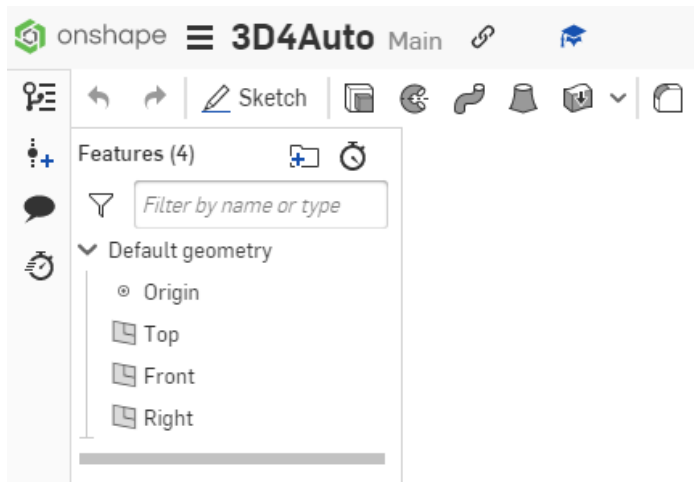 onshape 3D4Auto Main
Sketch
Features (4)
Filter by name or type
Default geometry
Origin
Top
Front
Right